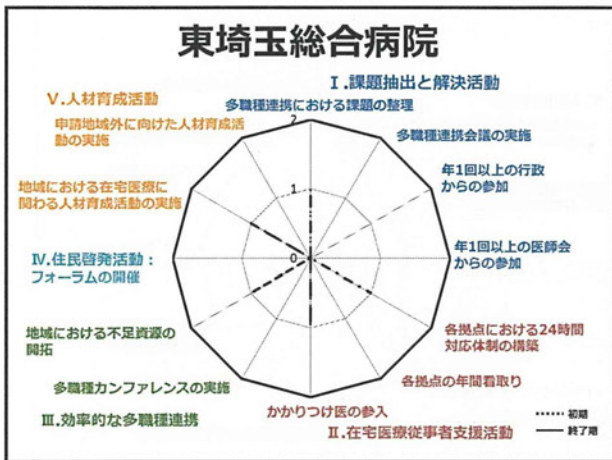 東埼玉総合病院
Ⅰ.課題抽出と解決活動
多職種連携における課題の整理
多職種連携会議の実施
年1回以上の行政
からの参加
年1回以上の医師会
からの参加
各拠点における24時間
対応体制の構築
各拠点の年間看取り
かかりつけ医の参入
Ⅱ.在宅医療従事者支援活動
多職種カンファレンスの実施
Ⅲ.効率的な多職種連携
地域における不足資源の
開拓
Ⅳ.住民啓発活動：
フォーラムの開催
地域における在宅医療に
関わる人材育成活動の実施
Ⅴ.人材育成活動
申請地域外に向けた人材育成活
動の実施
2
1
0
初期
終了期